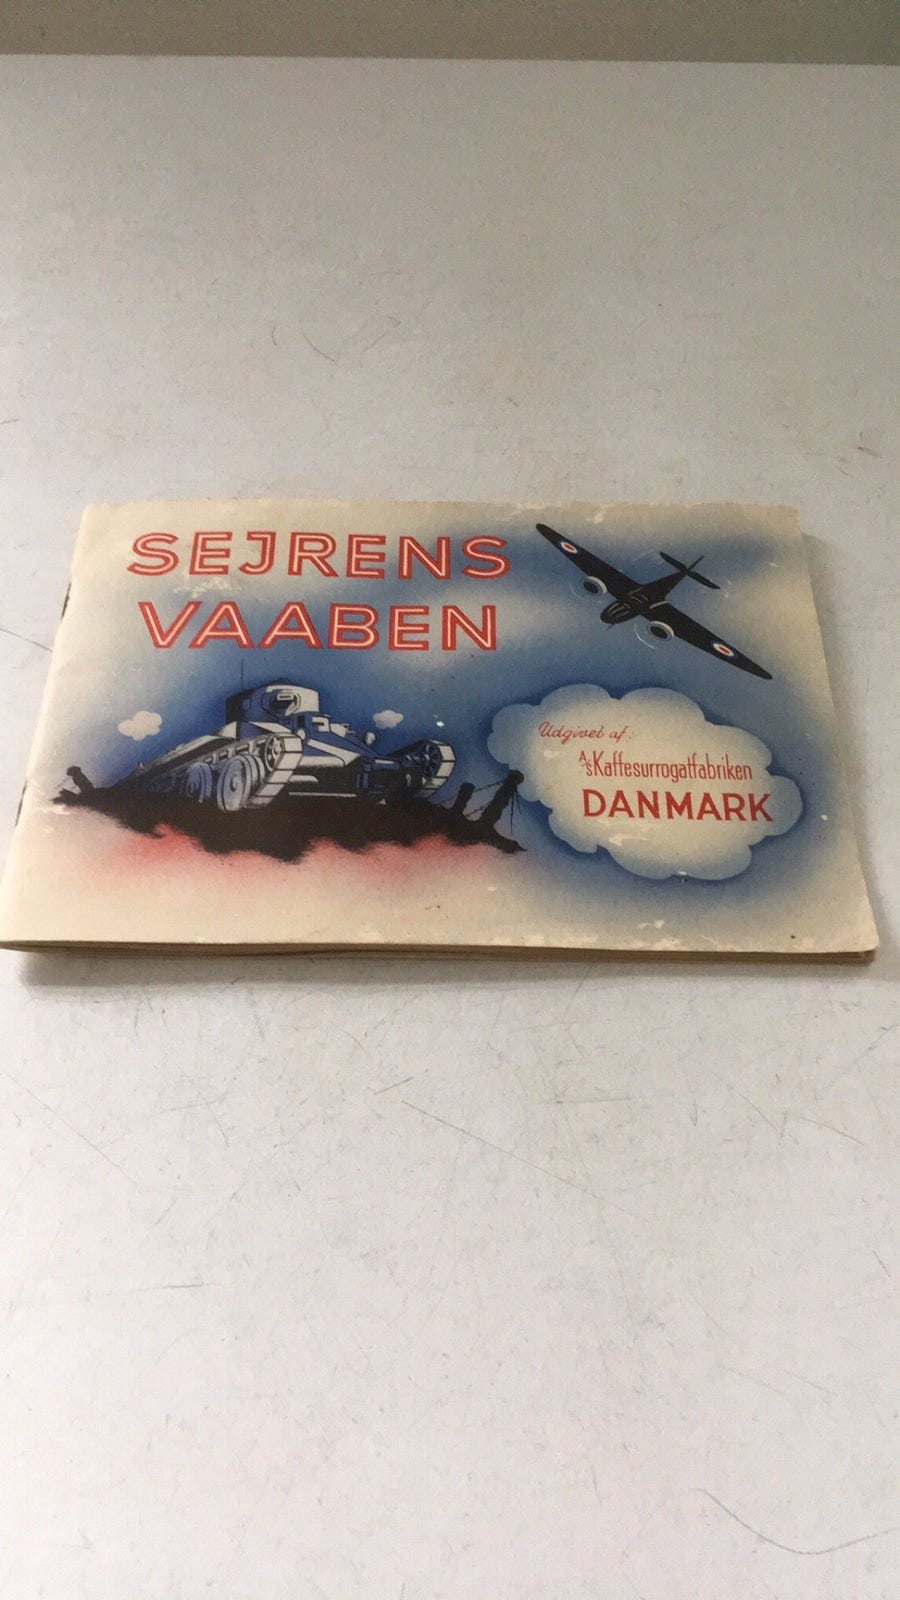 SEJRENS
VAABEN
Udgivet af:
A/S Kaffesurrogatfabriken
DANMARK